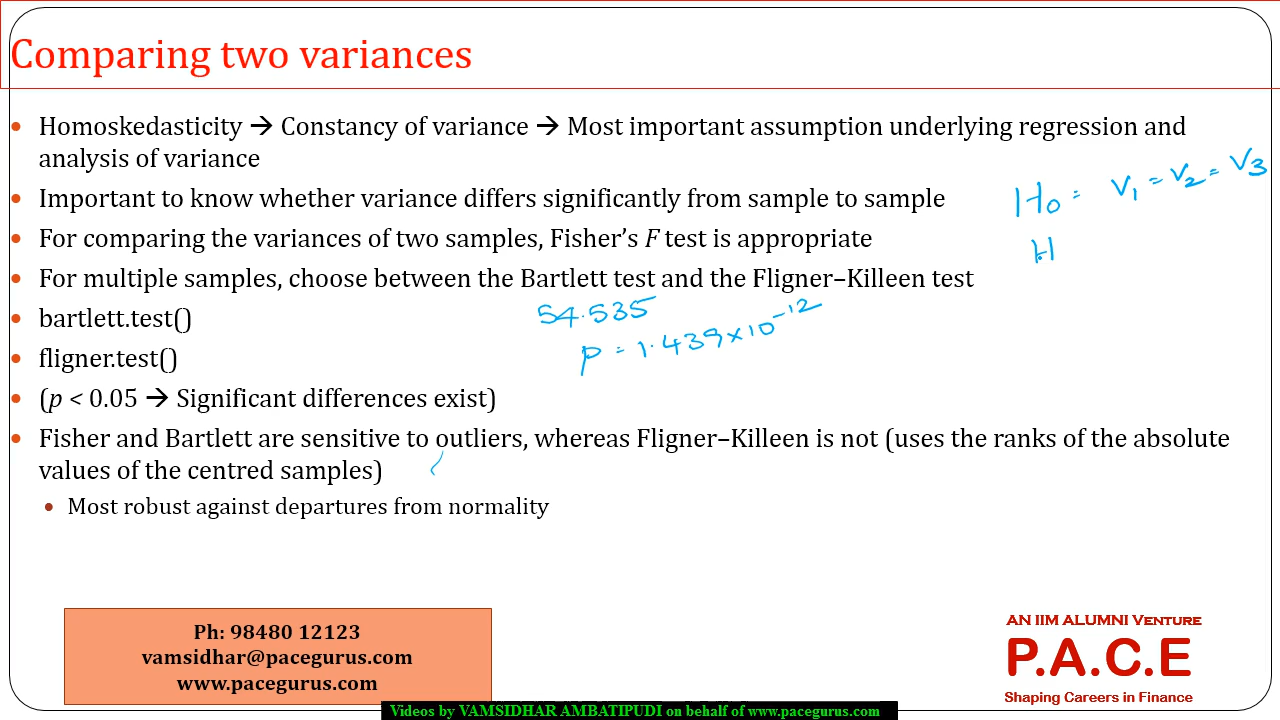 Comparing two variances
• Homoskedasticity → Constancy of variance → Most important assumption underlying regression and
analysis of variance
• Important to know whether variance differs significantly from sample to sample
H₀ = V₁ = V₂ = V₃
• For comparing the variances of two samples, Fisher's F test is appropriate
H
• For multiple samples, choose between the Bartlett test and the Fligner–Killeen test
• bartlett.test()
54.535
• fligner.test()
p = 1.439×10⁻¹²
• (p < 0.05 → Significant differences exist)
• Fisher and Bartlett are sensitive to outliers, whereas Fligner–Killeen is not (uses the ranks of the absolute
values of the centred samples)
• Most robust against departures from normality
Ph: 98480 12123
vamsidhar@pacegurus.com
www.pacegurus.com
AN IIM ALUMNI VENTURE
P.A.C.E
Shaping Careers in Finance
Videos by VAMSIDHAR AMBATIPUDI on behalf of www.pacegurus.com